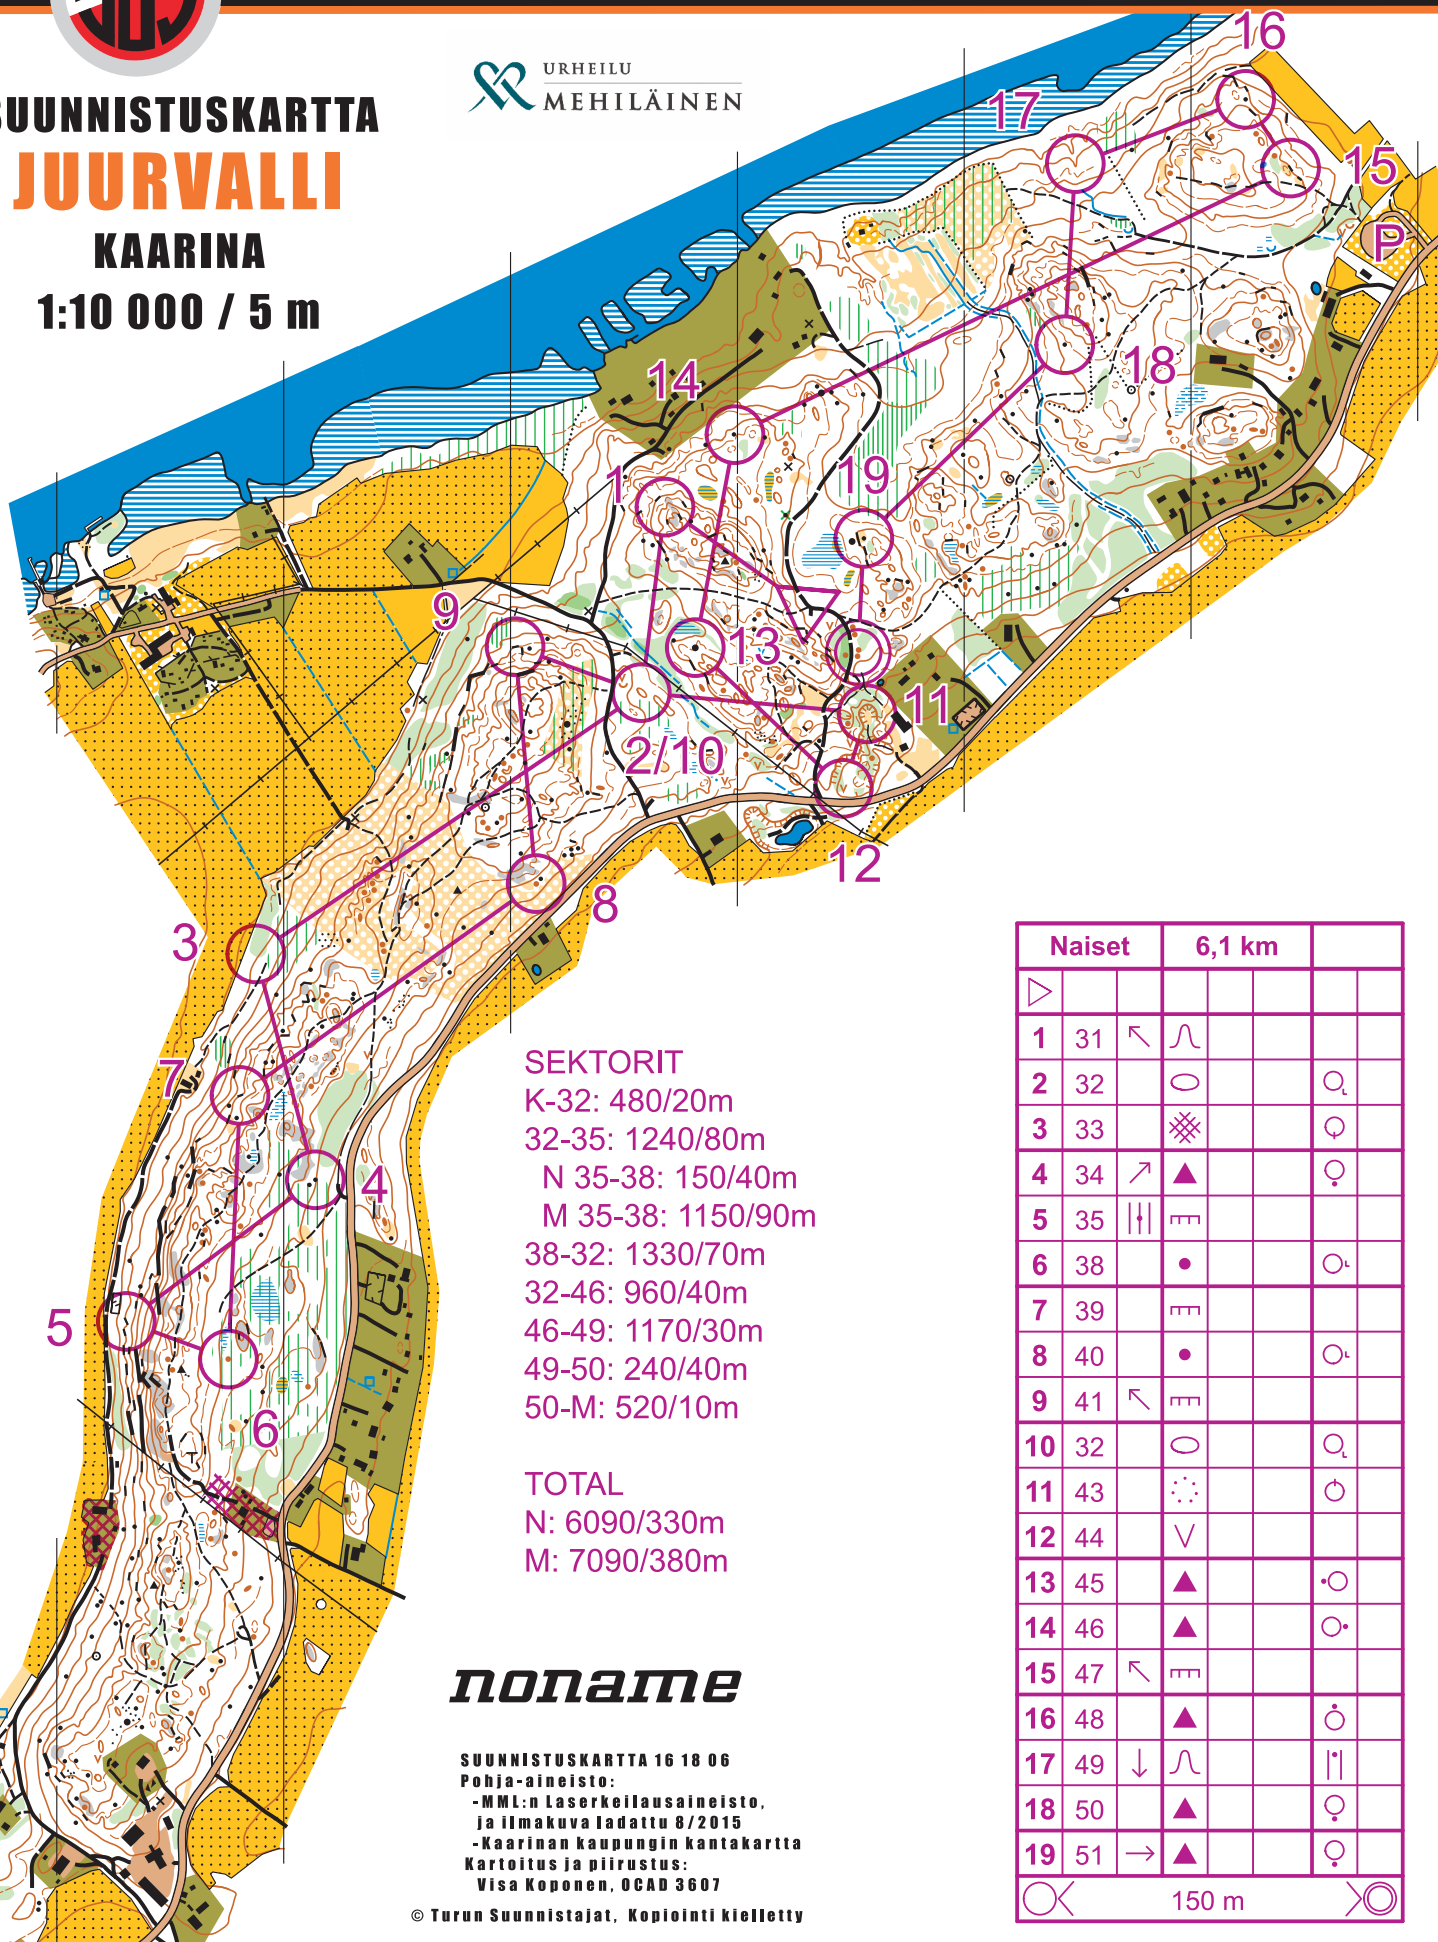 URHEILU
MEHILÄINEN
SUUNNISTUSKARTTA
JUURVALLI
KAARINA
1:10 000 / 5 m
16
17
15
P
14
18
1
19
9
13
11
2/10
12
8
3
7
4
5
6
SEKTORIT
K-32: 480/20m
32-35: 1240/80m
N 35-38: 150/40m
M 35-38: 1150/90m
38-32: 1330/70m
32-46: 960/40m
46-49: 1170/30m
49-50: 240/40m
50-M: 520/10m
TOTAL
N: 6090/330m
M: 7090/380m
Naiset 6,1 km
1 31
2 32
3 33
4 34
5 35
6 38
7 39
8 40
9 41
10 32
11 43
12 44
13 45
14 46
15 47
16 48
17 49
18 50
19 51
150 m
noname
SUUNNISTUSKARTTA 16 18 06
Pohja-aineisto:
-MML:n Laserkeilausaineisto,
ja ilmakuva ladattu 8/2015
-Kaarinan kaupungin kantakartta
Kartoitus ja piirustus:
Visa Koponen, OCAD 3607
© Turun Suunnistajat, Kopiointi kielletty